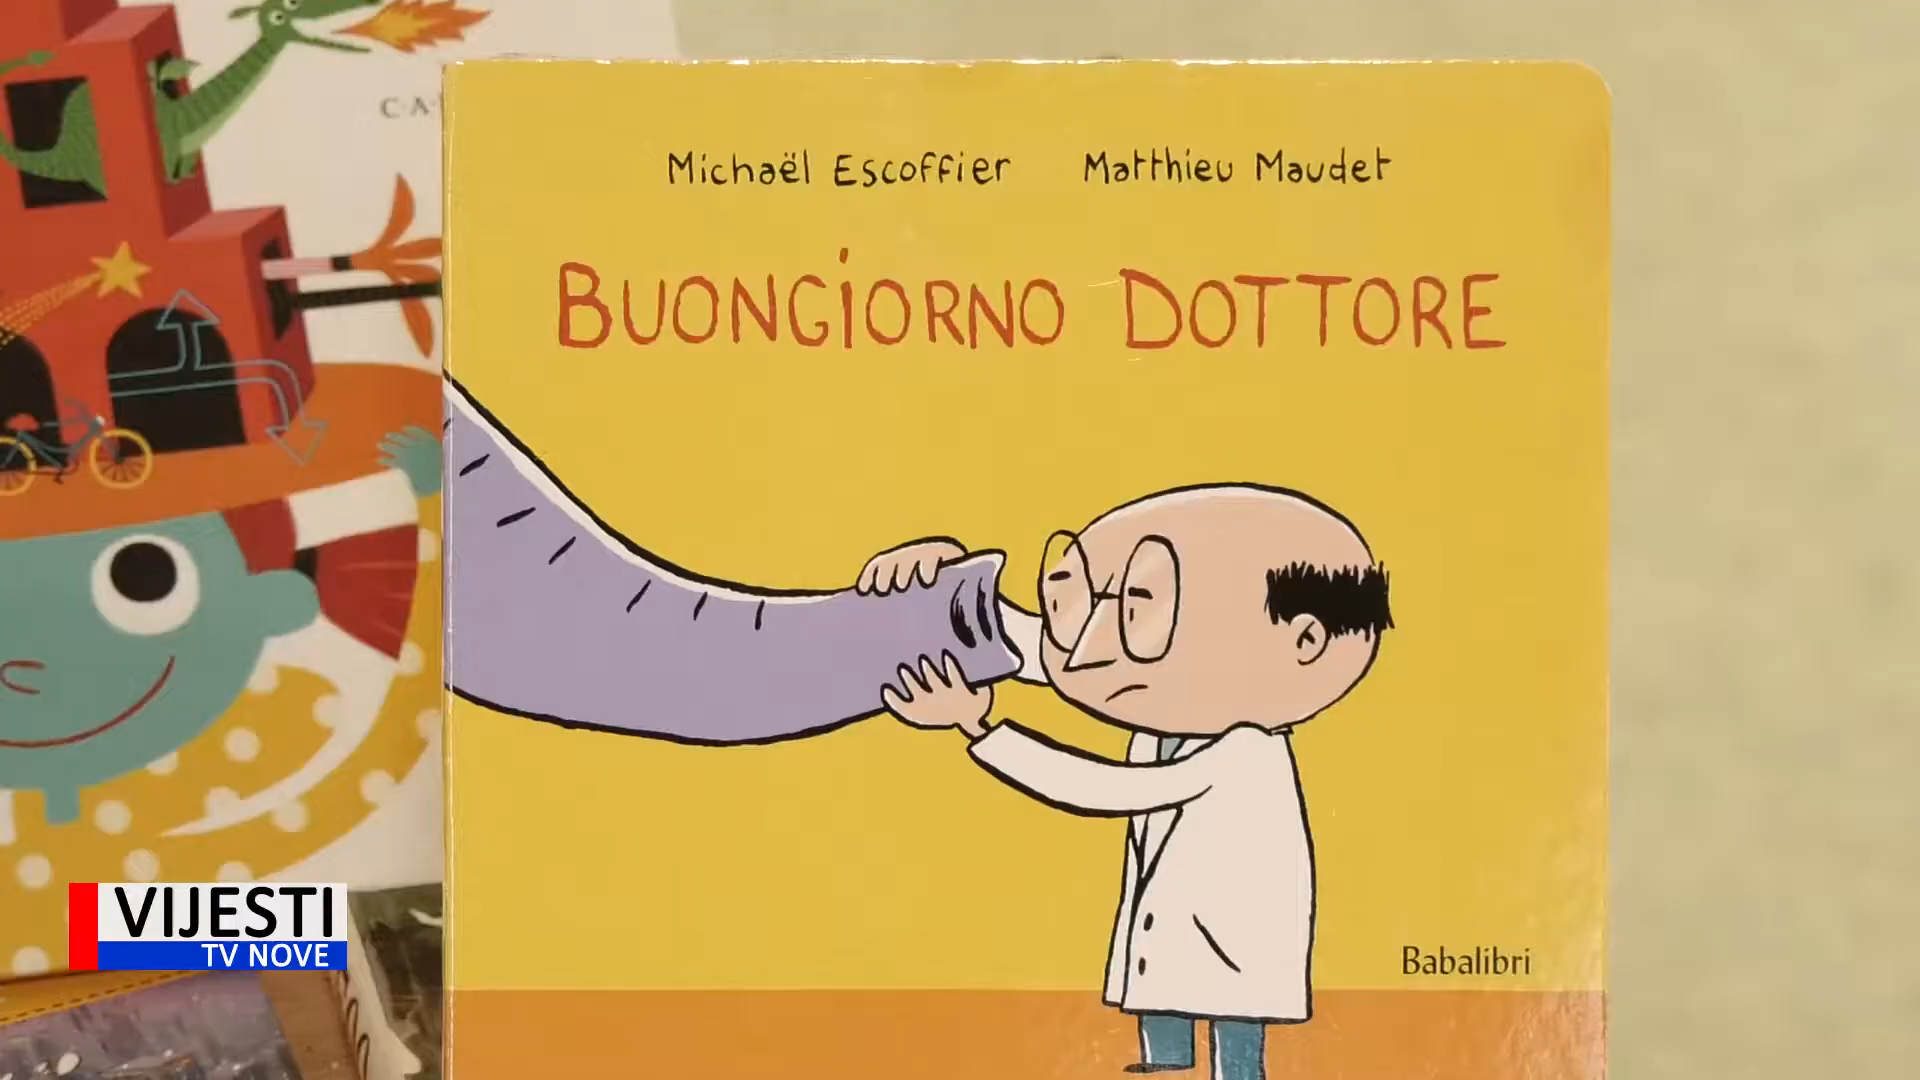 Michaël Escoffier Matthieu Maudet
BUONGiORNO DOTTORE
Babalibri
VIJESTI
TV NOVE